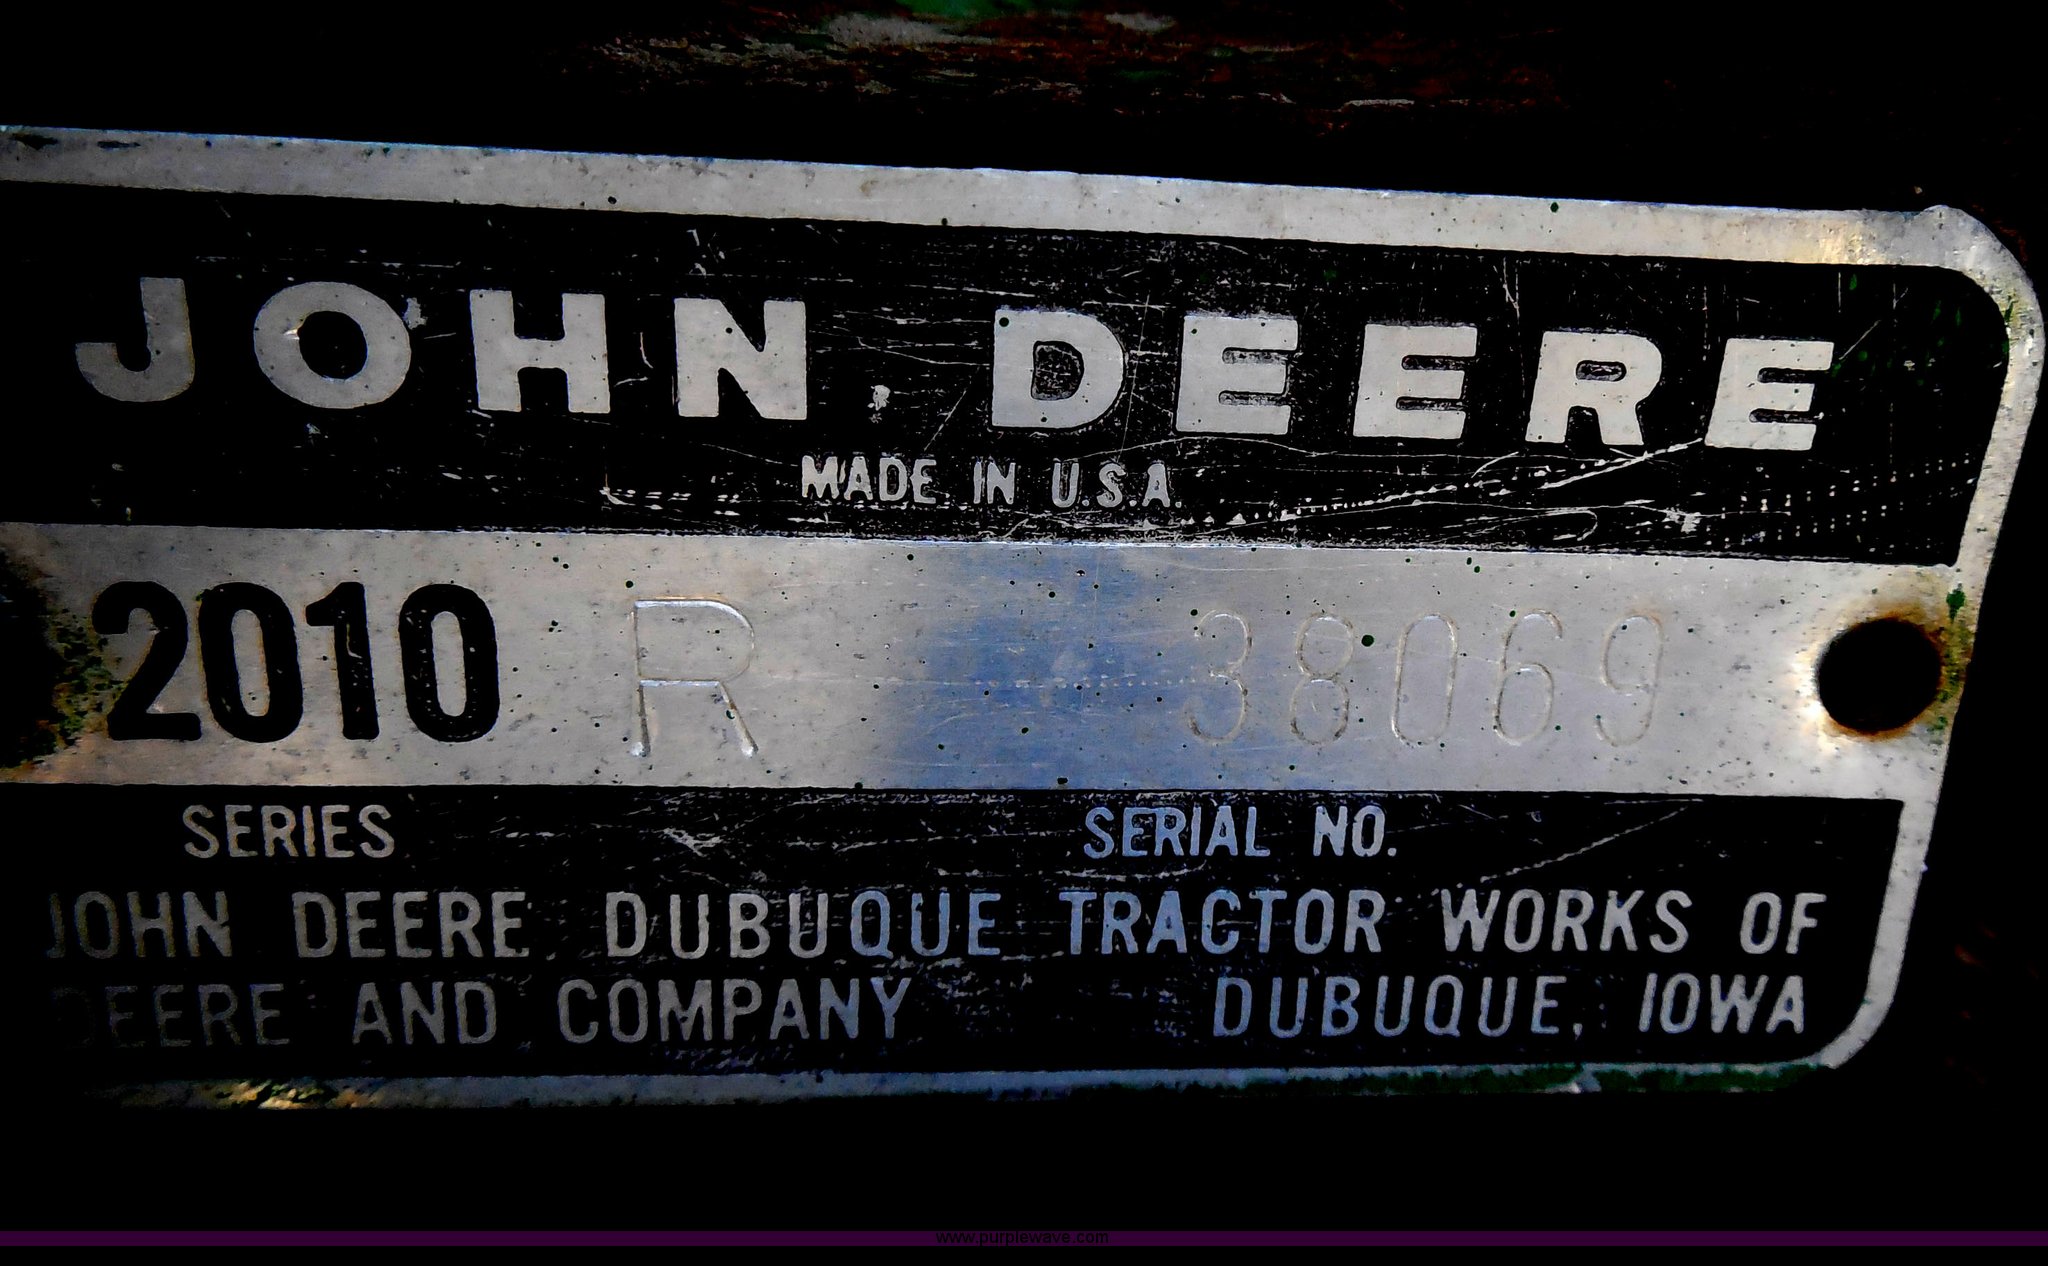 JOHN DEERE
MADE IN U.S.A.
2010 R 38069
SERIES SERIAL NO.
JOHN DEERE DUBUQUE TRACTOR WORKS OF
DEERE AND COMPANY DUBUQUE, IOWA
www.purplewave.com